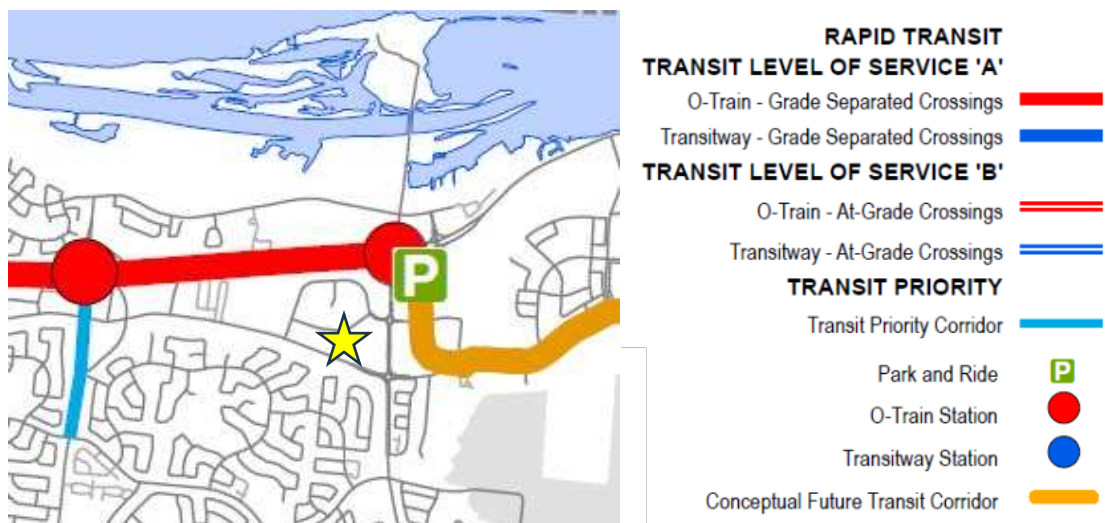 P
RAPID TRANSIT
TRANSIT LEVEL OF SERVICE 'A'
O-Train - Grade Separated Crossings
Transitway - Grade Separated Crossings
TRANSIT LEVEL OF SERVICE 'B'
O-Train - At-Grade Crossings
Transitway - At-Grade Crossings
TRANSIT PRIORITY
Transit Priority Corridor
Park and Ride P
O-Train Station
Transitway Station
Conceptual Future Transit Corridor